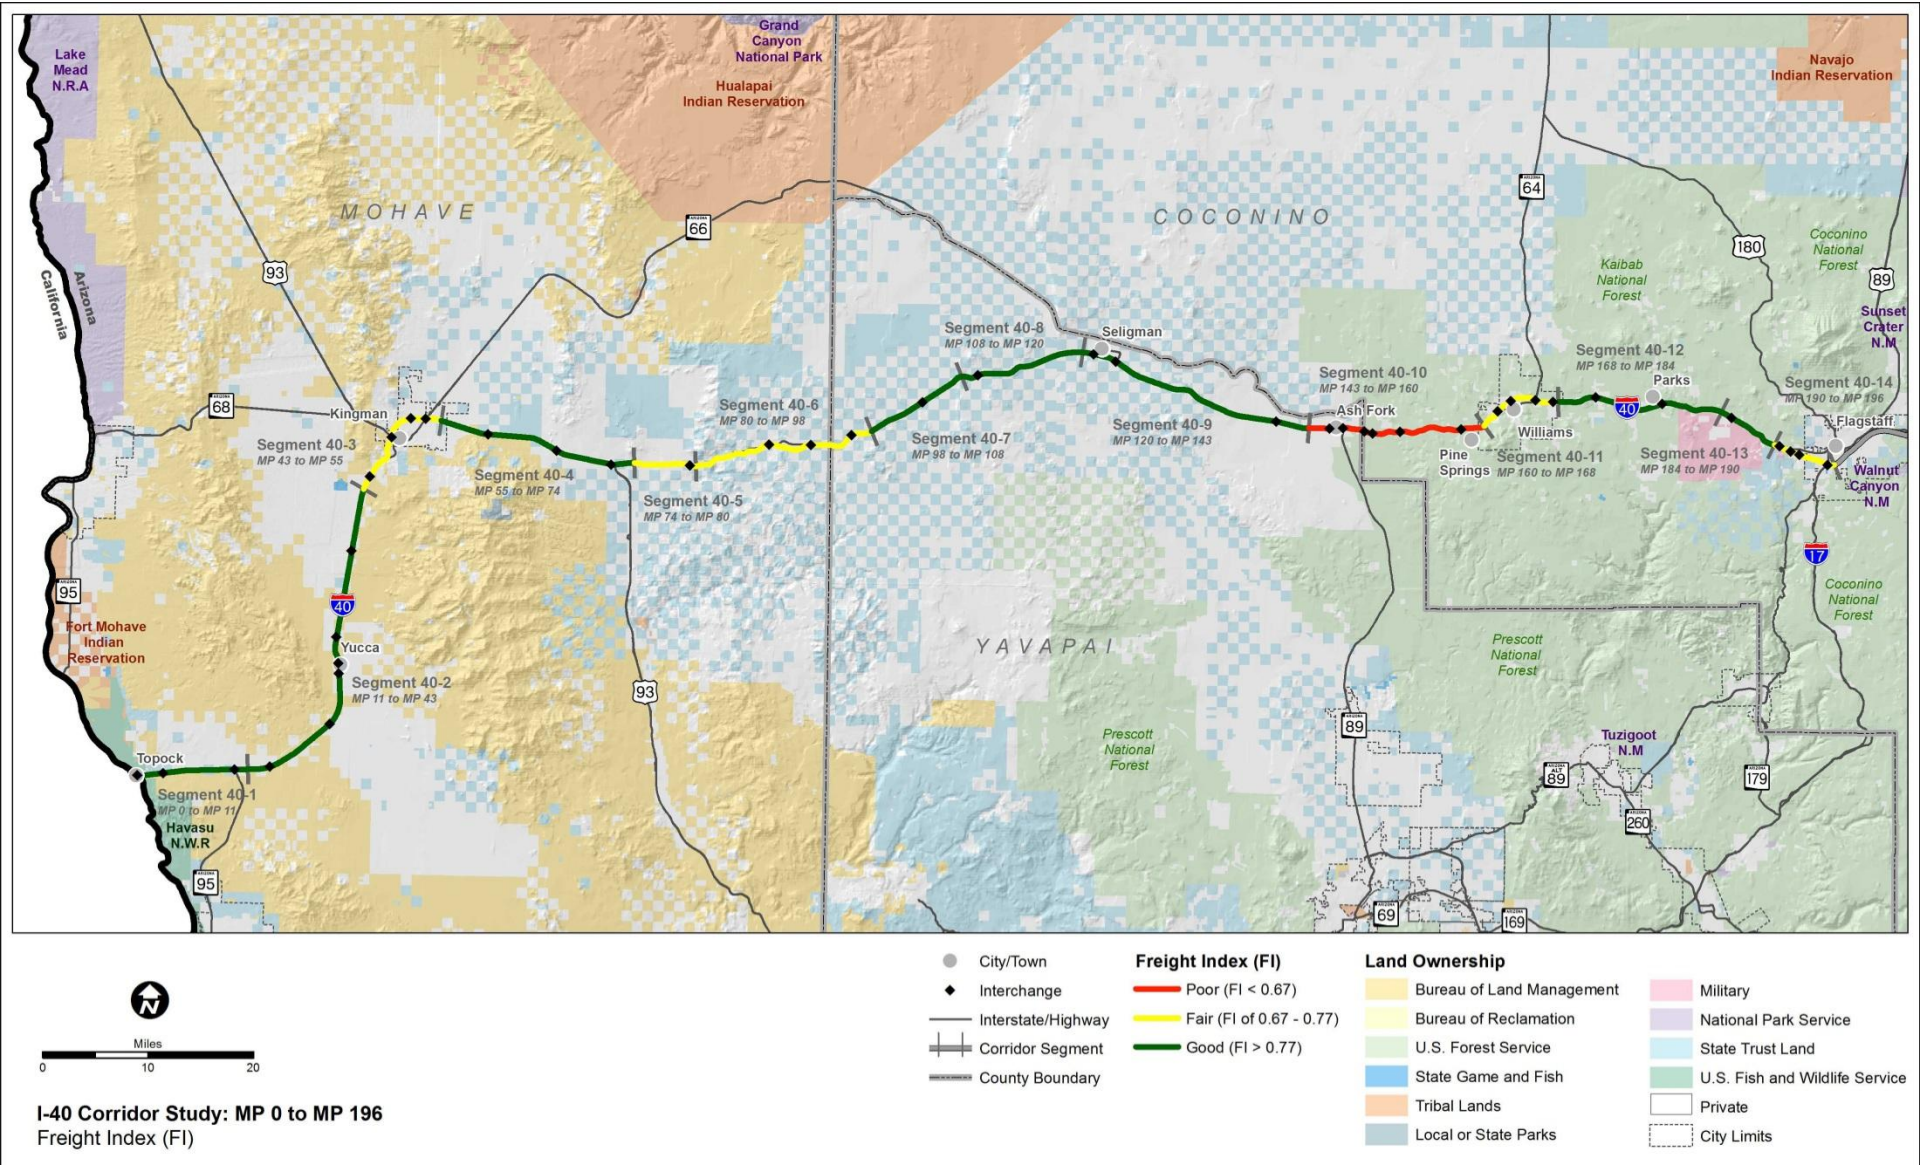 Lake
Mead
N.R.A
Grand
Canyon
National Park
Hualapai
Indian Reservation
Navajo
Indian Reservation
MOHAVE
COCONINO
YAVAPAI
ARIZONA
66
93
ARIZONA
64
180
Coconino
National
Forest
89
Kaibab
National
Forest
Sunset
Crater
N.M
Arizona
California
Segment 40-8
MP 108 to MP 120
Seligman
Segment 40-12
MP 168 to MP 184
Parks
Segment 40-10
MP 143 to MP 160
Segment 40-14
MP 190 to MP 196
ARIZONA
68
Kingman
Segment 40-6
MP 80 to MP 98
Ash Fork
40
Flagstaff
Segment 40-3
MP 43 to MP 55
Segment 40-7
MP 98 to MP 108
Segment 40-9
MP 120 to MP 143
Williams
Pine
Springs
Segment 40-11
MP 160 to MP 168
Segment 40-13
MP 184 to MP 190
Walnut
Canyon
N.M
Segment 40-4
MP 55 to MP 74
Segment 40-5
MP 74 to MP 80
17
ARIZONA
95
40
Coconino
National
Forest
Fort Mohave
Indian
Reservation
Yucca
Segment 40-2
MP 11 to MP 43
93
Prescott
National
Forest
ARIZONA
89
Prescott
National
Forest
Tuzigoot
N.M
Topock
ARIZONA
ALT
89
ARIZONA
179
Segment 40-1
MP 0 to MP 11
Havasu
N.W.R
ARIZONA
260
ARIZONA
95
ARIZONA
69
ARIZONA
169
N
Miles
0 10 20
I-40 Corridor Study: MP 0 to MP 196
Freight Index (FI)
City/Town
Interchange
Interstate/Highway
Corridor Segment
County Boundary
Freight Index (FI)
Poor (FI < 0.67)
Fair (FI of 0.67 - 0.77)
Good (FI > 0.77)
Land Ownership
Bureau of Land Management
Bureau of Reclamation
U.S. Forest Service
State Game and Fish
Tribal Lands
Local or State Parks
Military
National Park Service
State Trust Land
U.S. Fish and Wildlife Service
Private
City Limits